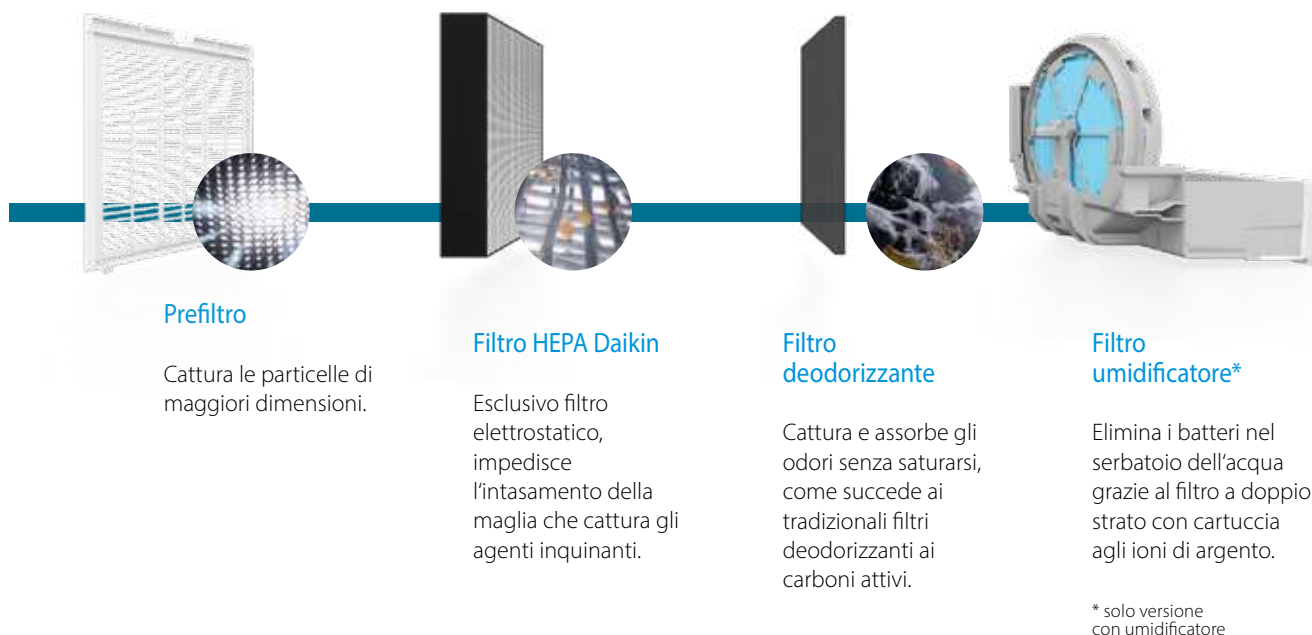 Prefiltro
Cattura le particelle di
maggiori dimensioni.
Filtro HEPA Daikin
Esclusivo filtro
elettrostatico,
impedisce
l'intasamento della
maglia che cattura gli
agenti inquinanti.
Filtro
deodorizzante
Cattura e assorbe gli
odori senza saturarsi,
come succede ai
tradizionali filtri
deodorizzanti ai
carboni attivi.
Filtro
umidificatore*
Elimina i batteri nel
serbatoio dell'acqua
grazie al filtro a doppio
strato con cartuccia
agli ioni di argento.
* solo versione
con umidificatore